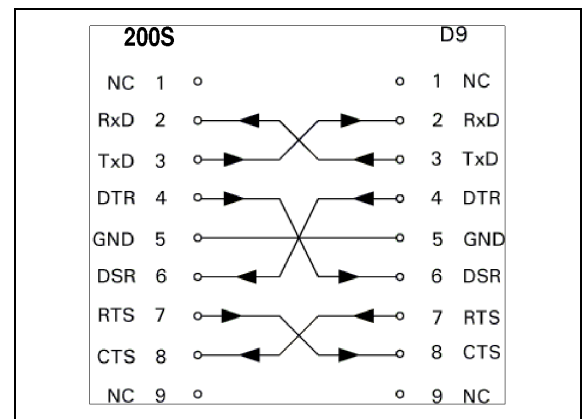 200S D9
NC 1 1 NC
RxD 2 2 RxD
TxD 3 3 TxD
DTR 4 4 DTR
GND 5 5 GND
DSR 6 6 DSR
RTS 7 7 RTS
CTS 8 8 CTS
NC 9 9 NC